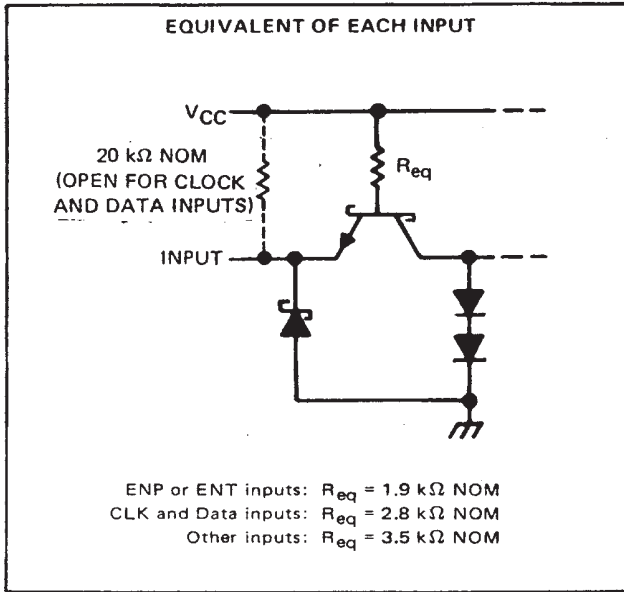 EQUIVALENT OF EACH INPUT
VCC
20 kΩ NOM
(OPEN FOR CLOCK
AND DATA INPUTS)
Req
INPUT
ENP or ENT inputs: Req = 1.9 kΩ NOM
CLK and Data inputs: Req = 2.8 kΩ NOM
Other inputs: Req = 3.5 kΩ NOM